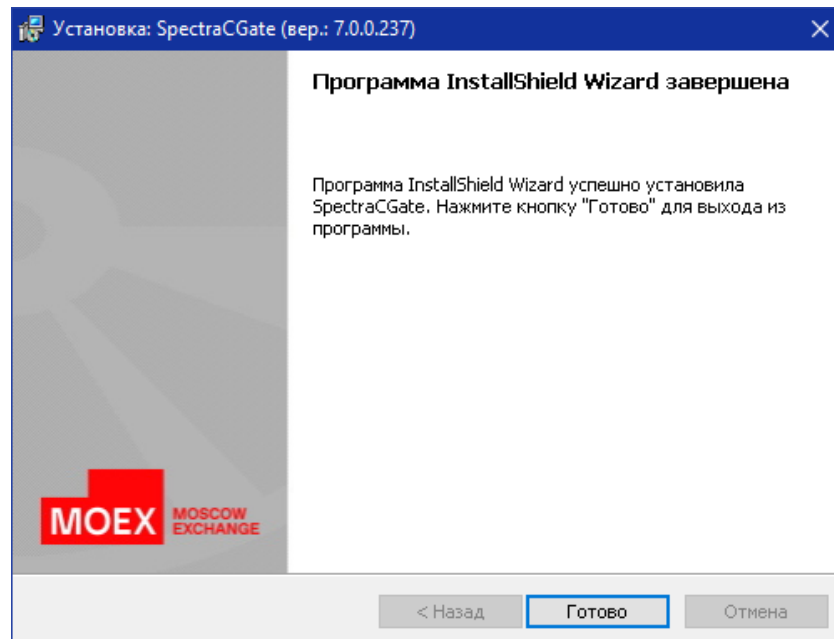 Установка: SpectraCGate (вер.: 7.0.0.237)
Программа InstallShield Wizard завершена
Программа InstallShield Wizard успешно установила
SpectraCGate. Нажмите кнопку "Готово" для выхода из
программы.
MOEX MOSCOW
EXCHANGE
< Назад Готово Отмена